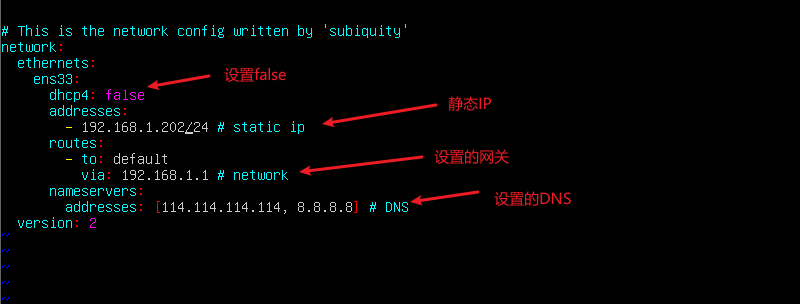 # This is the network config written by 'subiquity'
network:
  ethernets:
    ens33:
      dhcp4: false
设置false
      addresses:
        - 192.168.1.202/24 # static ip
静态IP
      routes:
        - to: default
          via: 192.168.1.1 # network
设置的网关
      nameservers:
        addresses: [114.114.114.114, 8.8.8.8] # DNS
设置的DNS
  version: 2
~
~
~
~
~